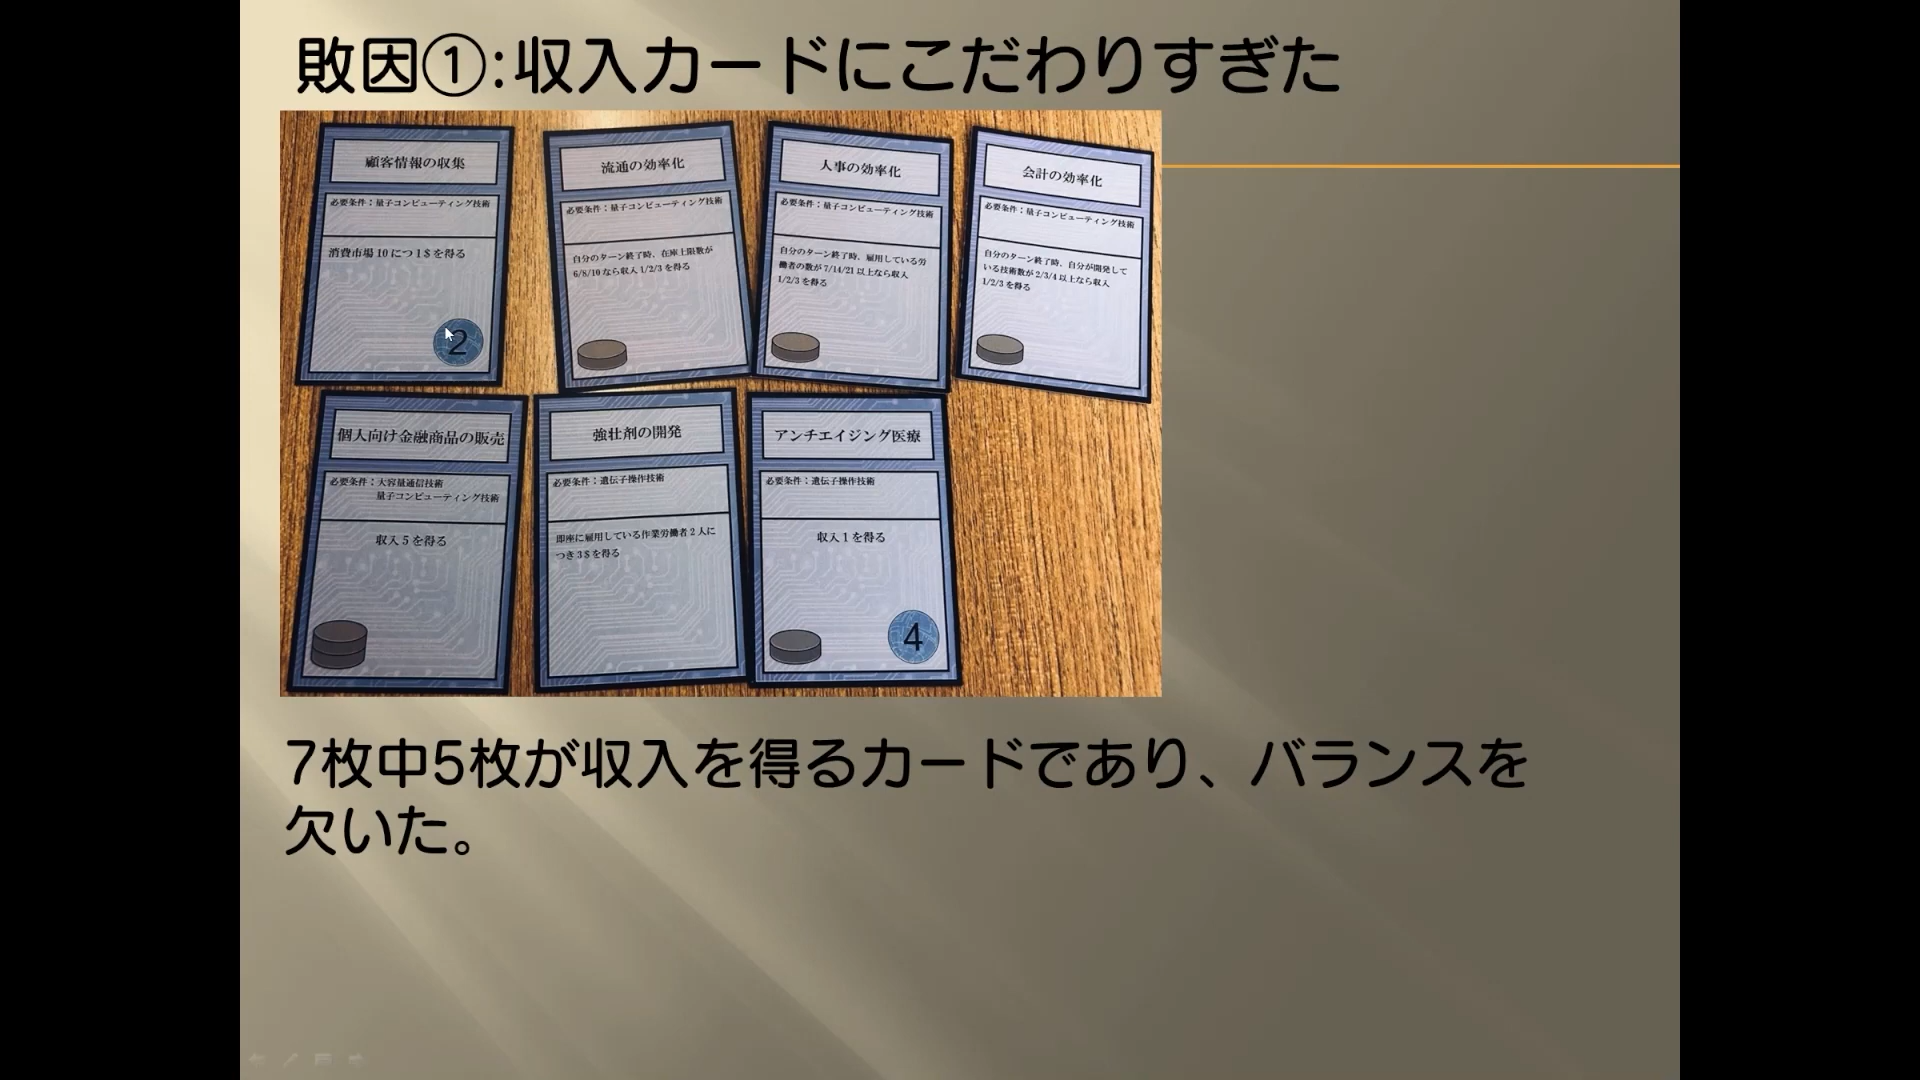 敗因①:収入カードにこだわりすぎた
顧客情報の収集
必要条件：量子コンピューティング技術
消費市場10につ1$を得る
2
流通の効率化
必要条件：量子コンピューティング技術
自分のターン終了時、在庫上限数が
6/8/10なら収入1/2/3を得る
人事の効率化
必要条件：量子コンピューティング技術
自分のターン終了時、雇用している労
働者の数が7/14/21以上なら収入
1/2/3を得る
会計の効率化
必要条件：量子コンピューティング技術
自分のターン終了時、自分が開発して
いる技術数が2/3/4以上なら収入
1/2/3を得る
個人向け金融商品の販売
必要条件：大容量通信技術
量子コンピューティング技術
収入5を得る
強壮剤の開発
必要条件：遺伝子操作技術
即座に雇用している作業労働者2人に
つき3$を得る
アンチエイジング医療
必要条件：遺伝子操作技術
収入1を得る
4
7枚中5枚が収入を得るカードであり、バランスを
欠いた。